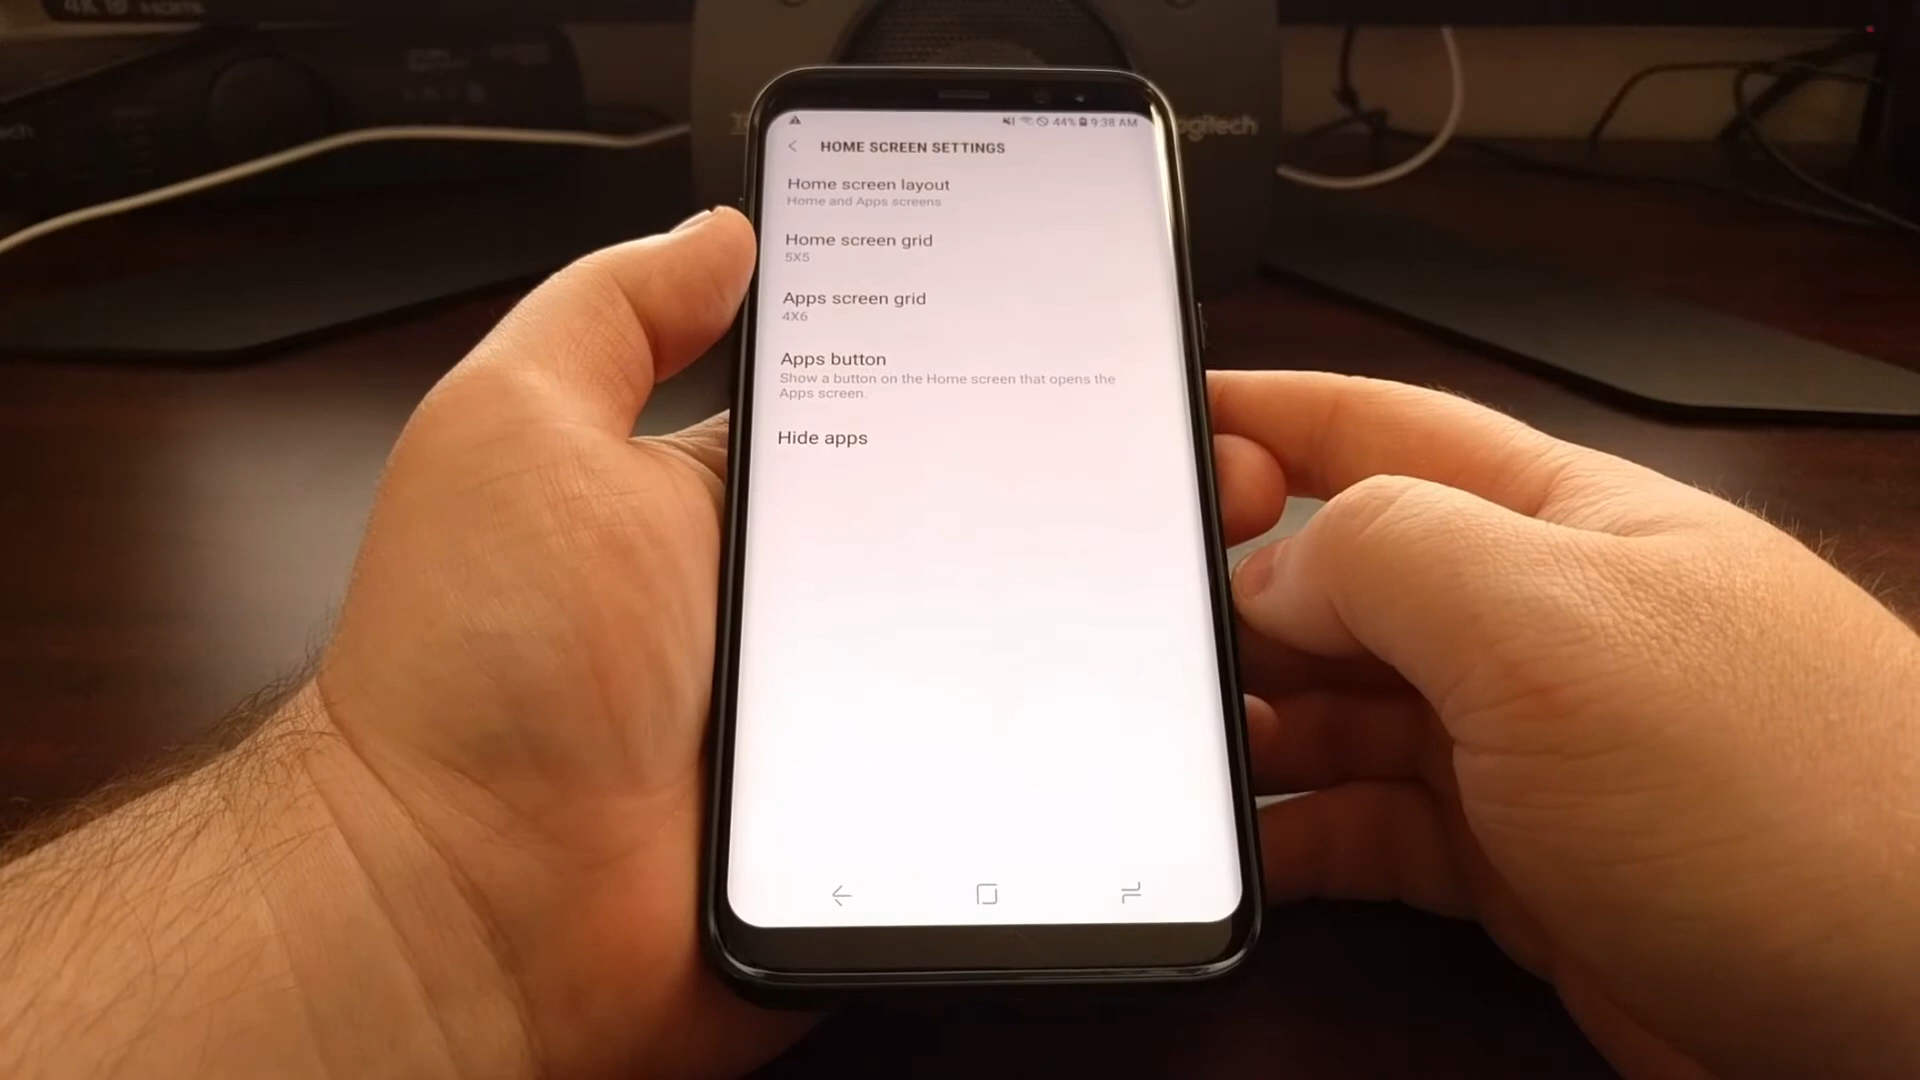 4K
HDMI
ogitech
44% 9:38 AM
HOME SCREEN SETTINGS
Home screen layout
Home and Apps screens
Home screen grid
5X5
Apps screen grid
4X6
Apps button
Show a button on the Home screen that opens the
Apps screen.
Hide apps